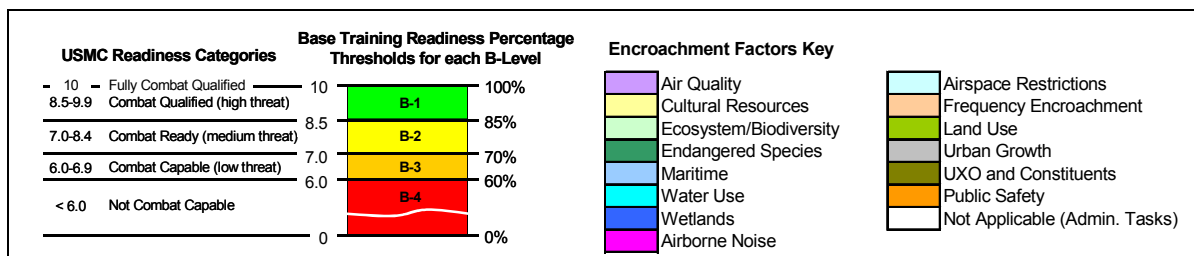 USMC Readiness Categories
10 Fully Combat Qualified
8.5-9.9 Combat Qualified (high threat)
7.0-8.4 Combat Ready (medium threat)
6.0-6.9 Combat Capable (low threat)
< 6.0 Not Combat Capable
Base Training Readiness Percentage
Thresholds for each B-Level
10 100%
B-1
8.5 85%
B-2
7.0 70%
B-3
6.0 60%
B-4
0 0%
Encroachment Factors Key
Air Quality
Cultural Resources
Ecosystem/Biodiversity
Endangered Species
Maritime
Water Use
Wetlands
Airborne Noise
Airspace Restrictions
Frequency Encroachment
Land Use
Urban Growth
UXO and Constituents
Public Safety
Not Applicable (Admin. Tasks)